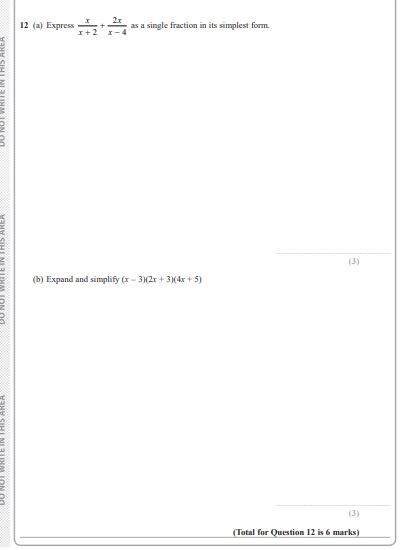 12 (a) Express x/(x + 2) + 2x/(x − 4) as a single fraction in its simplest form.
(3)
(b) Expand and simplify (x – 3)(2x + 3)(4x + 5)
(3)
(Total for Question 12 is 6 marks)
DO NOT WRITE IN THIS AREA
DO NOT WRITE IN THIS AREA
DO NOT WRITE IN THIS AREA